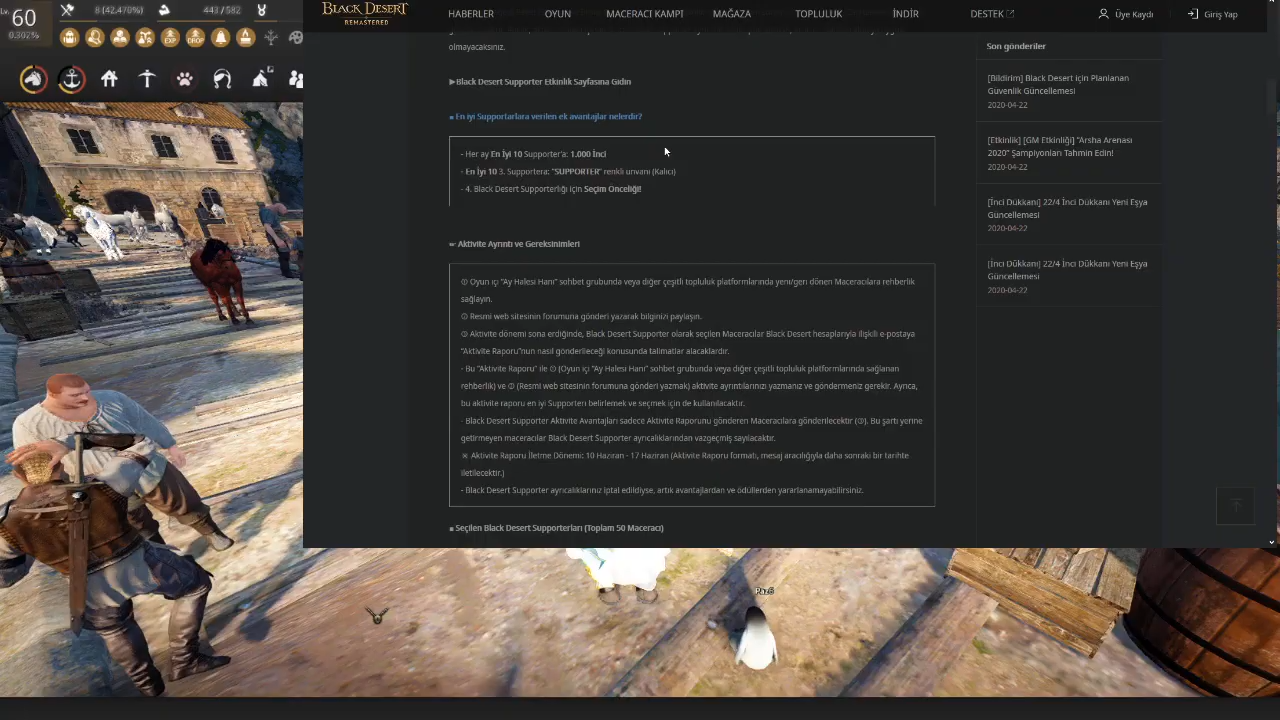 Lv.
60
0.302%
8 (42.470%)
443 / 582
EXP
DROP
BLACK DESERT
REMASTERED
HABERLER
OYUN
MACERACI KAMPI
MAĞAZA
TOPLULUK
İNDİR
DESTEK
Üye Kaydı
Giriş Yap
olmayacaksınız.
▶Black Desert Supporter Etkinlik Sayfasına Gidin
■ En iyi Supportarlara verilen ek avantajlar nelerdir?
- Her ay En İyi 10 Supporter'a: 1.000 İnci
- En İyi 10 3. Supportera: "SUPPORTER" renkli unvanı (Kalıcı)
- 4. Black Desert Supporterlığı için Seçim Önceliği!
Aktivite Ayrıntı ve Gereksinimleri
① Oyun içi "Ay Halesi Hanı" sohbet grubunda veya diğer çeşitli topluluk platformlarında yeni/geri dönen Maceracılara rehberlik
sağlayın.
② Resmi web sitesinin forumuna gönderi yazarak bilginizi paylaşın.
③ Aktivite dönemi sona erdiğinde, Black Desert Supporter olarak seçilen Maceracılar Black Desert hesaplarıyla ilişkili e-postaya
"Aktivite Raporu"nun nasıl gönderileceği konusunda talimatlar alacaklardır.
- Bu "Aktivite Raporu" ile ① (Oyun içi "Ay Halesi Hanı" sohbet grubunda veya diğer çeşitli topluluk platformlarında sağlanan
rehberlik) ve ② (Resmi web sitesinin forumuna gönderi yazmak) aktivite ayrıntılarınızı yazmanız ve göndermeniz gerekir. Ayrıca,
bu aktivite raporu en iyi Supporterı belirlemek ve seçmek için de kullanılacaktır.
- Black Desert Supporter Aktivite Avantajları sadece Aktivite Raporunu gönderen Maceracılara gönderilecektir (③). Bu şartı yerine
getirmeyen maceracılar Black Desert Supporter ayrıcalıklarından vazgeçmiş sayılacaktır.
※ Aktivite Raporu İletme Dönemi: 10 Haziran - 17 Haziran (Aktivite Raporu formatı, mesaj aracılığıyla daha sonraki bir tarihte
iletilecektir.)
- Black Desert Supporter ayrıcalıklarınız iptal edildiyse, artık avantajlardan ve ödüllerden yararlanamayabilirsiniz.
■ Seçilen Black Desert Supporterları (Toplam 50 Maceracı)
Son gönderiler
[Bildirim] Black Desert için Planlanan
Güvenlik Güncellemesi
2020-04-22
[Etkinlik] [GM Etkinliği] "Arsha Arenası
2020" Şampiyonları Tahmin Edin!
2020-04-22
[İnci Dükkanı] 22/4 İnci Dükkanı Yeni Eşya
Güncellemesi
2020-04-22
[İnci Dükkanı] 22/4 İnci Dükkanı Yeni Eşya
Güncellemesi
2020-04-22